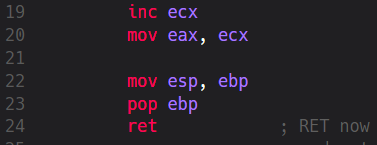 19 inc ecx
20 mov eax, ecx
21
22 mov esp, ebp
23 pop ebp
24 ret ; RET now